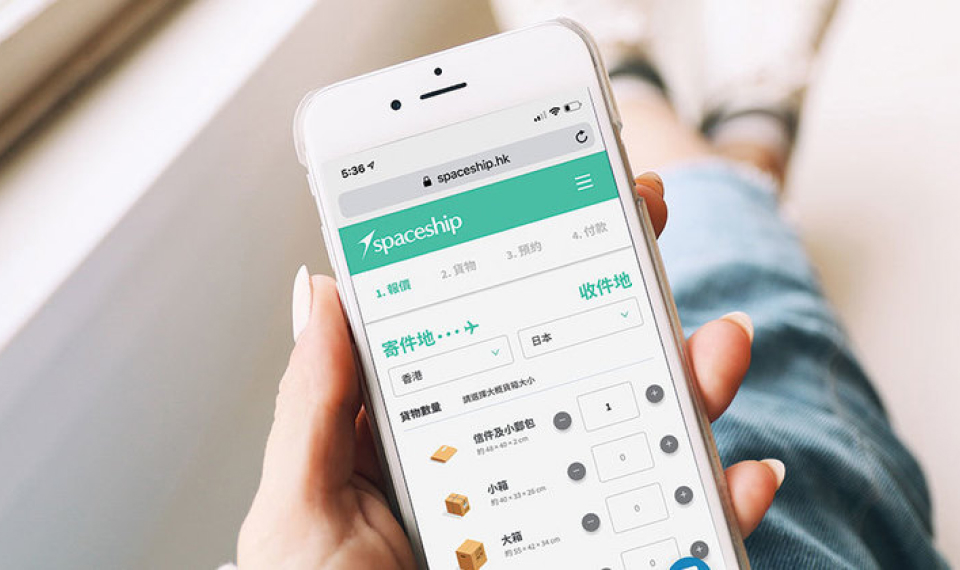 5:36
spaceship.hk
spaceship
1. 報價 2. 貨物 3. 預約 4. 付款
寄件地 收件地
香港 日本
貨物數量 請選擇大概貨箱大小
信件及小郵包 1
約 48 × 40 × 2 cm
小箱 0
約 40 × 33 × 26 cm
大箱 0
約 55 × 42 × 34 cm
0